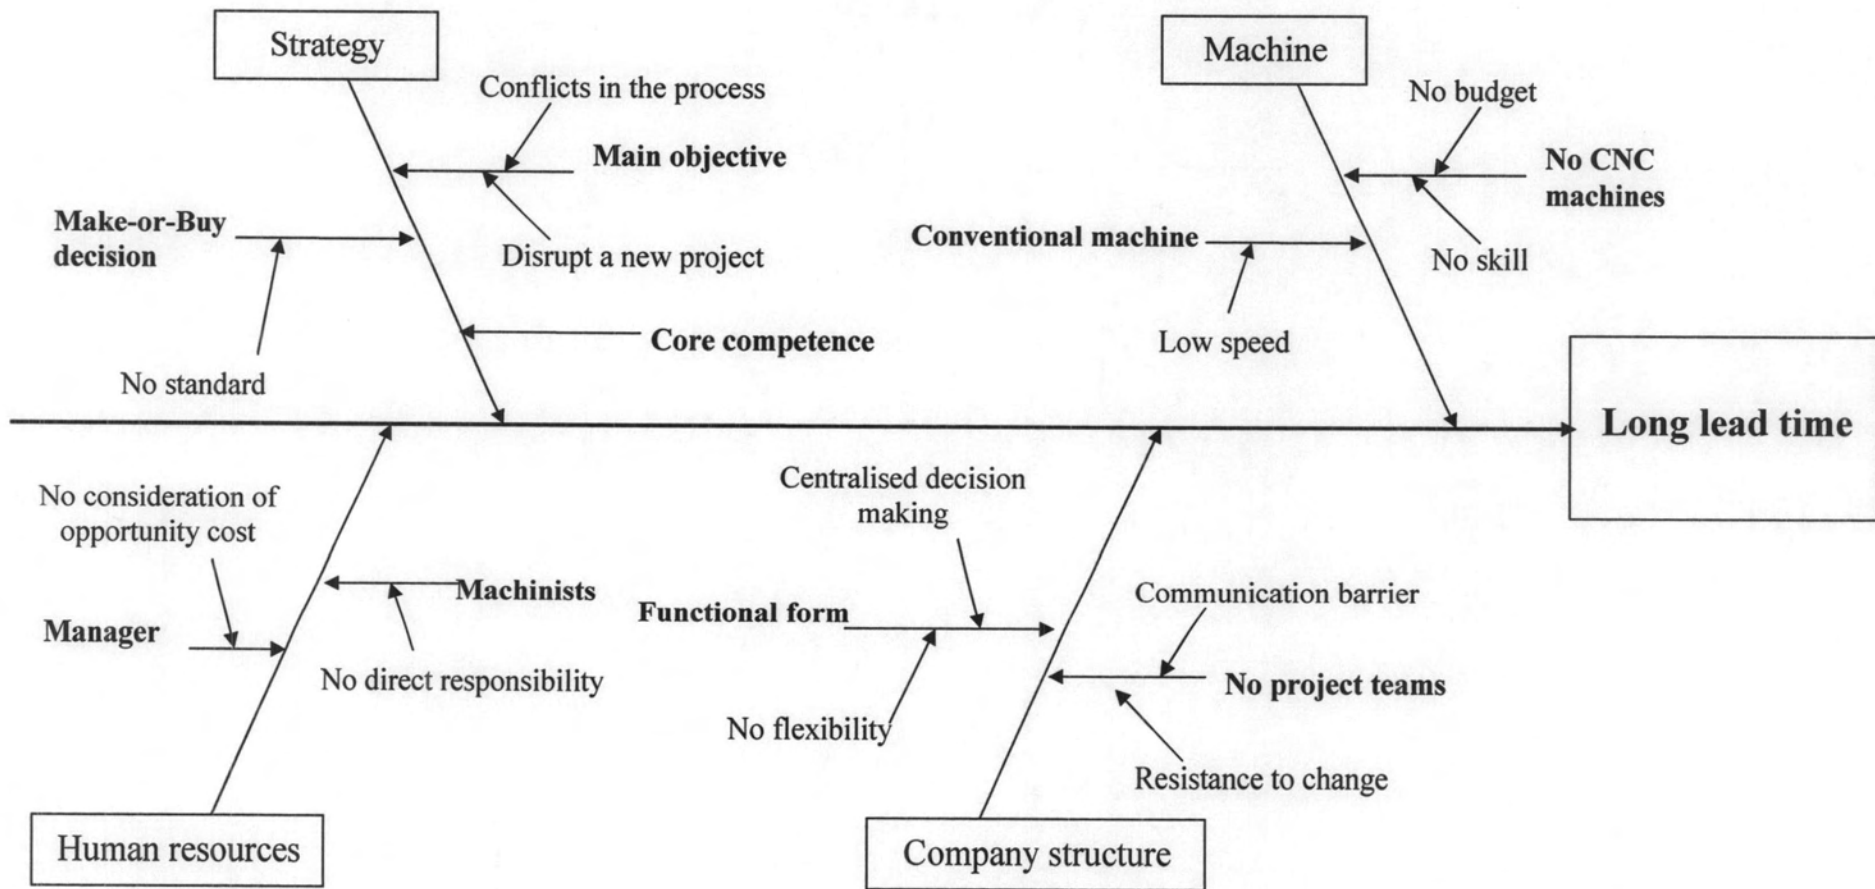 Strategy
Machine
Conflicts in the process
No budget
Main objective
No CNC
machines
Make-or-Buy
decision
Conventional machine
Disrupt a new project
No skill
Core competence
Low speed
No standard
Long lead time
No consideration of
opportunity cost
Centralised decision
making
Machinists
Communication barrier
Functional form
Manager
No direct responsibility
No project teams
No flexibility
Resistance to change
Human resources
Company structure